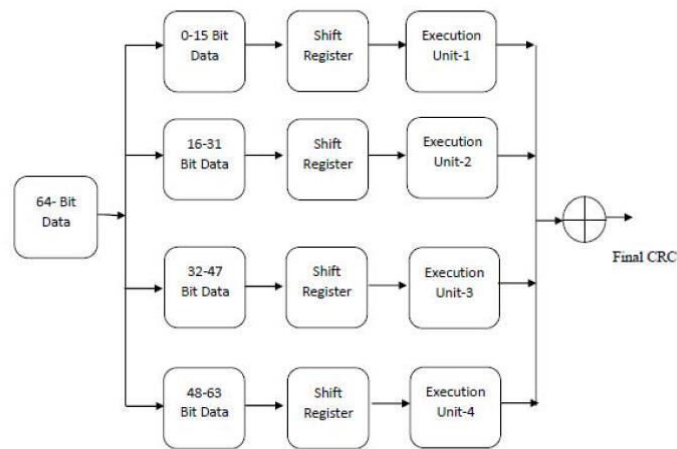 0-15 Bit
Data
Shift
Register
Execution
Unit-1
16-31
Bit Data
Shift
Register
Execution
Unit-2
64- Bit
Data
Final CRC
32-47
Bit Data
Shift
Register
Execution
Unit-3
48-63
Bit Data
Shift
Register
Execution
Unit-4